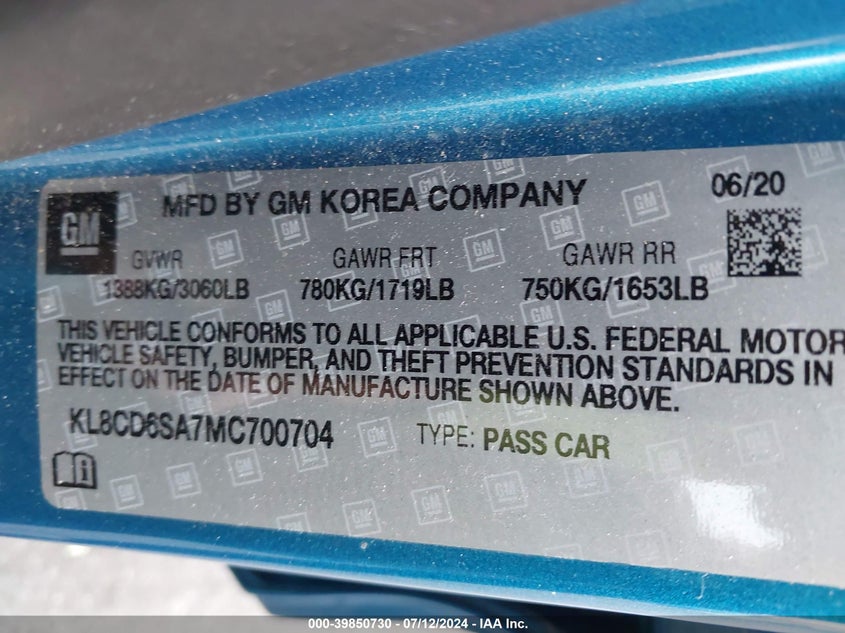 GM MFD BY GM KOREA COMPANY 06/20
GVWR GAWR FRT GAWR RR
1388KG/3060LB 780KG/1719LB 750KG/1653LB
THIS VEHICLE CONFORMS TO ALL APPLICABLE U.S. FEDERAL MOTOR
VEHICLE SAFETY, BUMPER, AND THEFT PREVENTION STANDARDS IN
EFFECT ON THE DATE OF MANUFACTURE SHOWN ABOVE.
KL8CD6SA7MC700704 TYPE: PASS CAR
000-39850730 / 07/12/2024 - IAA Inc.